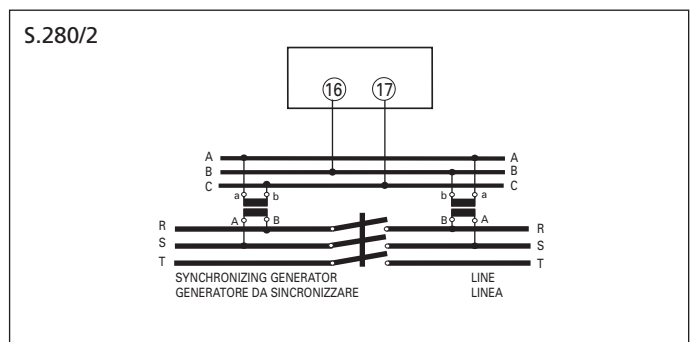 S.280/2
16 17
A A
B B
C C
a b b a
A B B A
R R
S S
T T
SYNCHRONIZING GENERATOR LINE
GENERATORE DA SINCRONIZZARE LINEA